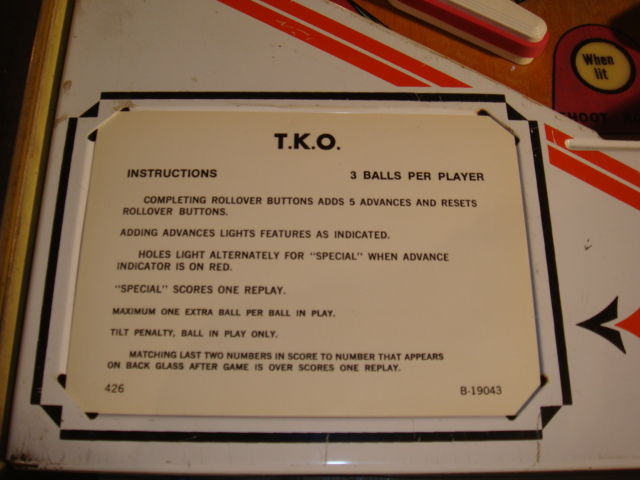 When
lit
SHOOT
T.K.O.
INSTRUCTIONS 3 BALLS PER PLAYER
COMPLETING ROLLOVER BUTTONS ADDS 5 ADVANCES AND RESETS
ROLLOVER BUTTONS.
ADDING ADVANCES LIGHTS FEATURES AS INDICATED.
HOLES LIGHT ALTERNATELY FOR "SPECIAL" WHEN ADVANCE
INDICATOR IS ON RED.
"SPECIAL" SCORES ONE REPLAY.
MAXIMUM ONE EXTRA BALL PER BALL IN PLAY.
TILT PENALTY, BALL IN PLAY ONLY.
MATCHING LAST TWO NUMBERS IN SCORE TO NUMBER THAT APPEARS
ON BACK GLASS AFTER GAME IS OVER SCORES ONE REPLAY.
426 B-19043